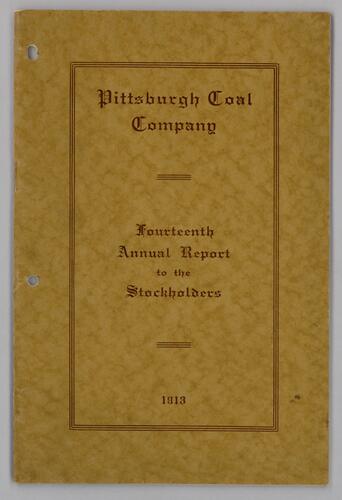 Pittsburgh Coal
Company
Fourteenth
Annual Report
to the
Stockholders
1913